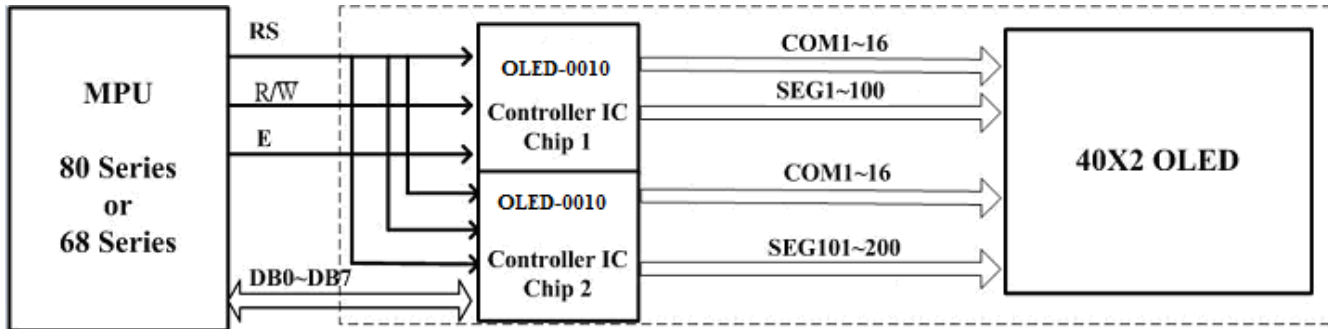 MPU
80 Series
or
68 Series
RS
R/W̅
E
DB0~DB7
OLED-0010
Controller IC
Chip 1
OLED-0010
Controller IC
Chip 2
COM1~16
SEG1~100
COM1~16
SEG101~200
40X2 OLED